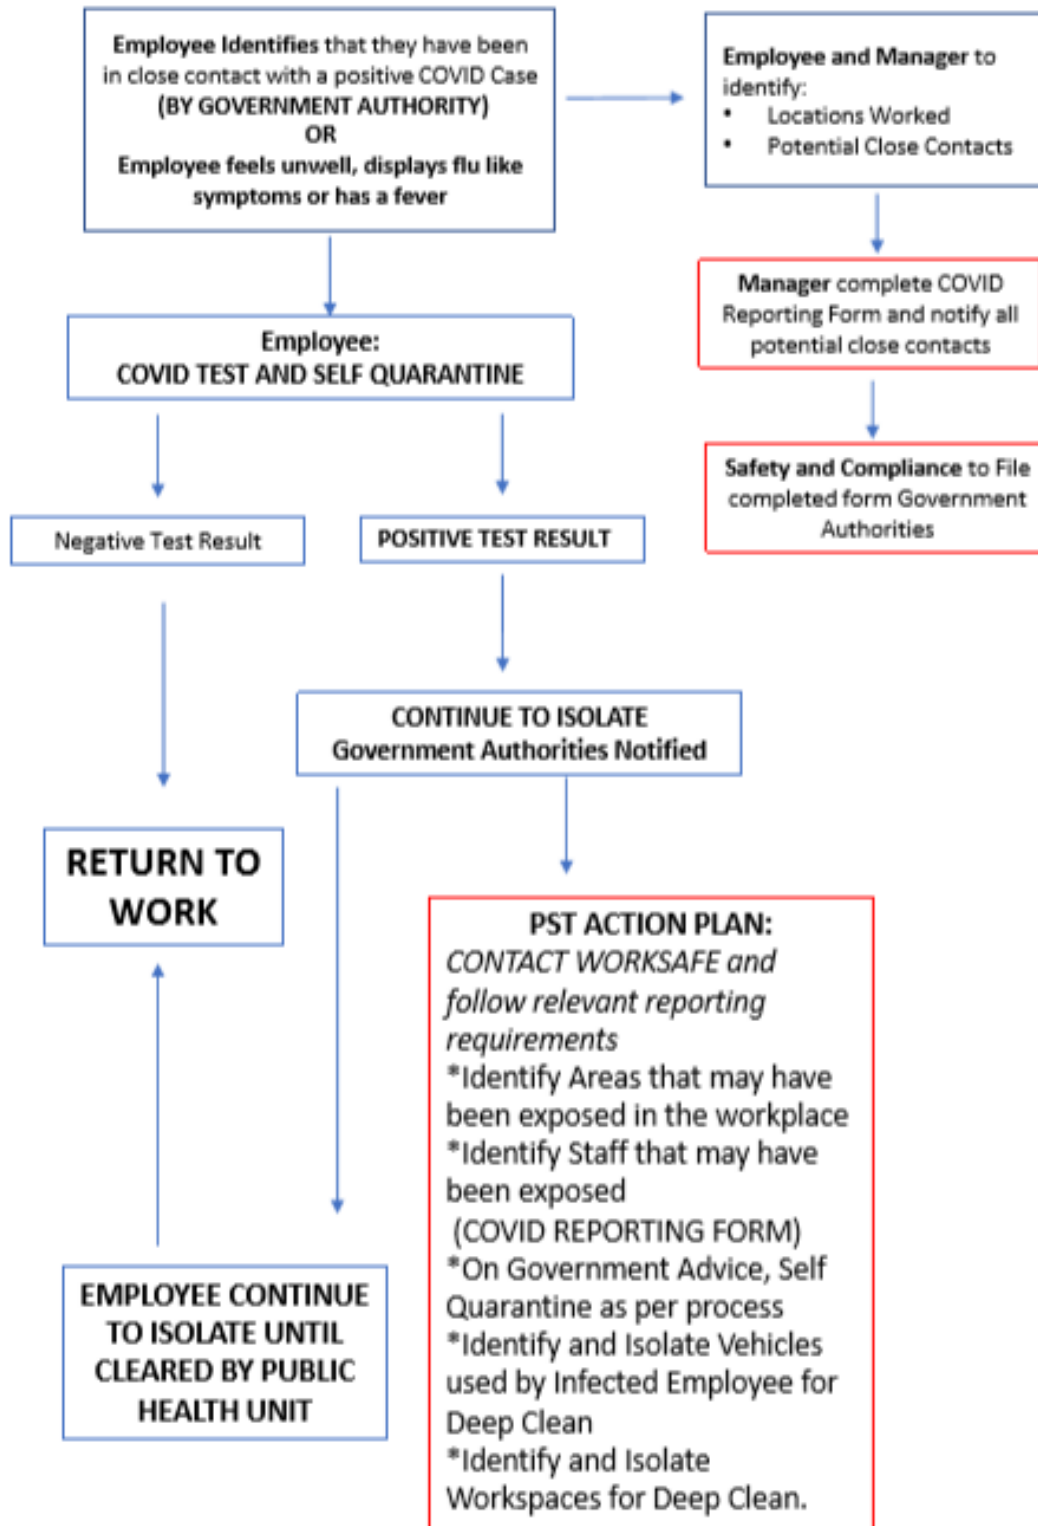 Employee Identifies that they have been
in close contact with a positive COVID Case
(BY GOVERNMENT AUTHORITY)
OR
Employee feels unwell, displays flu like
symptoms or has a fever
Employee and Manager to
identify:
• Locations Worked
• Potential Close Contacts
Manager complete COVID
Reporting Form and notify all
potential close contacts
Safety and Compliance to File
completed form Government
Authorities
Employee:
COVID TEST AND SELF QUARANTINE
Negative Test Result
POSITIVE TEST RESULT
CONTINUE TO ISOLATE
Government Authorities Notified
RETURN TO
WORK
EMPLOYEE CONTINUE
TO ISOLATE UNTIL
CLEARED BY PUBLIC
HEALTH UNIT
PST ACTION PLAN:
CONTACT WORKSAFE and
follow relevant reporting
requirements
*Identify Areas that may have
been exposed in the workplace
*Identify Staff that may have
been exposed
(COVID REPORTING FORM)
*On Government Advice, Self
Quarantine as per process
*Identify and Isolate Vehicles
used by Infected Employee for
Deep Clean
*Identify and Isolate
Workspaces for Deep Clean.